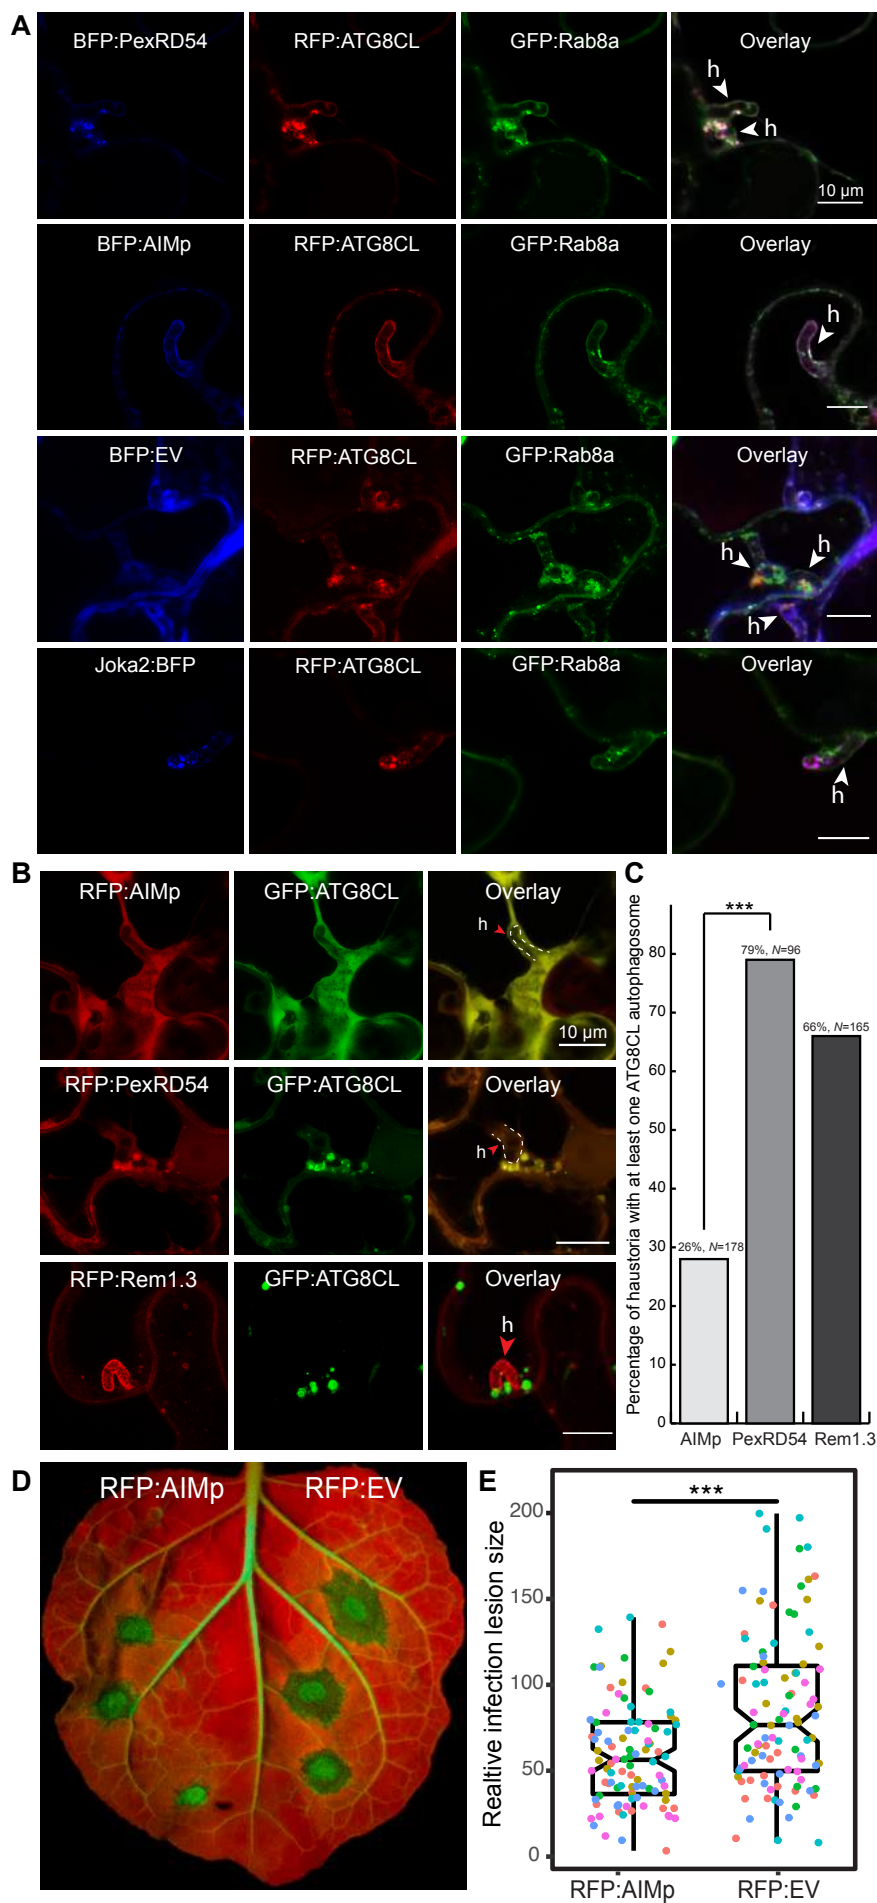 A
BFP:PexRD54 RFP:ATG8CL GFP:Rab8a Overlay
h
h
10 µm
BFP:AIMp RFP:ATG8CL GFP:Rab8a Overlay
h
BFP:EV RFP:ATG8CL GFP:Rab8a Overlay
h
h
h
Joka2:BFP RFP:ATG8CL GFP:Rab8a Overlay
h
B
RFP:AIMp GFP:ATG8CL Overlay
h
10 µm
RFP:PexRD54 GFP:ATG8CL Overlay
h
RFP:Rem1.3 GFP:ATG8CL Overlay
h
C
Percentage of haustoria with at least one ATG8CL autophagosome
80
70
60
50
40
30
20
10
0
***
79%, N=96
66%, N=165
26%, N=178
AIMp PexRD54 Rem1.3
D
RFP:AIMp RFP:EV
E
Realtive infection lesion size
200
150
100
50
0
***
RFP:AIMp RFP:EV